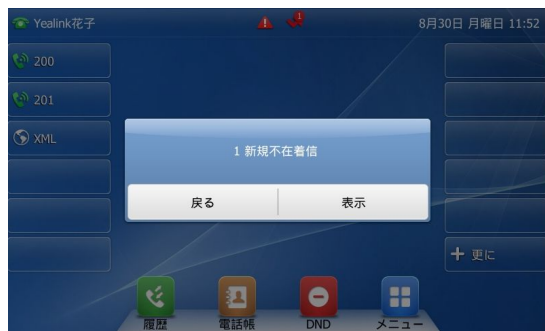 Yealink花子
8月30日 月曜日 11:52
200
201
XML
1 新規不在着信
戻る
表示
更に
履歴
電話帳
DND
メニュー